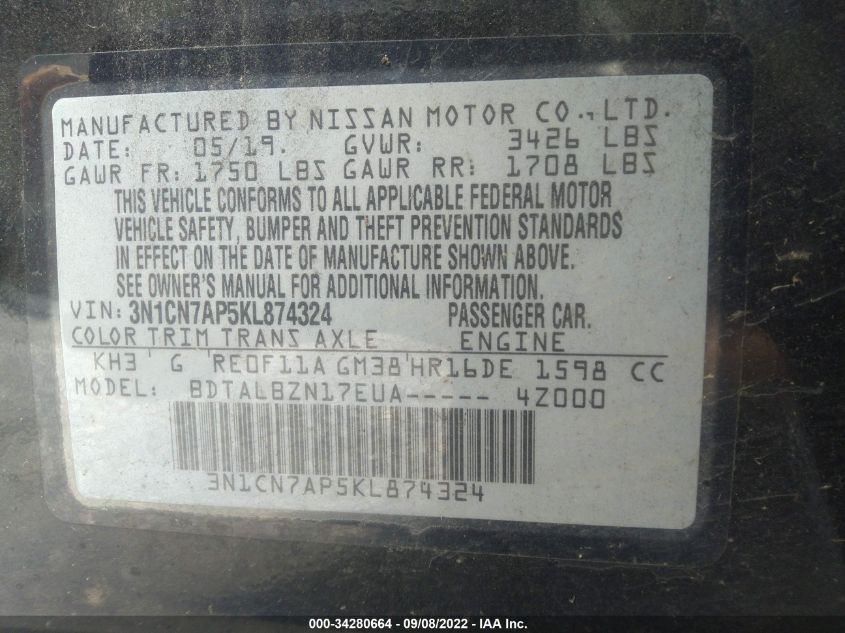 MANUFACTURED BY NISSAN MOTOR CO.,LTD.
DATE: 05/19. GVWR: 3426 LBS
GAWR FR: 1750 LBS GAWR RR: 1708 LBS
THIS VEHICLE CONFORMS TO ALL APPLICABLE FEDERAL MOTOR
VEHICLE SAFETY, BUMPER AND THEFT PREVENTION STANDARDS
IN EFFECT ON THE DATE OF MANUFACTURE SHOWN ABOVE.
SEE OWNER'S MANUAL FOR ADDITIONAL INFORMATION.
VIN: 3N1CN7AP5KL874324 PASSENGER CAR.
COLOR TRIM TRANS AXLE ENGINE
KH3 ' G 'RE0F11A GM38'HR16DE 1598 CC
MODEL: BDTALBZN17EUA----- 4Z000
3N1CN7AP5KL874324
000-34280664 - 09/08/2022 - IAA Inc.